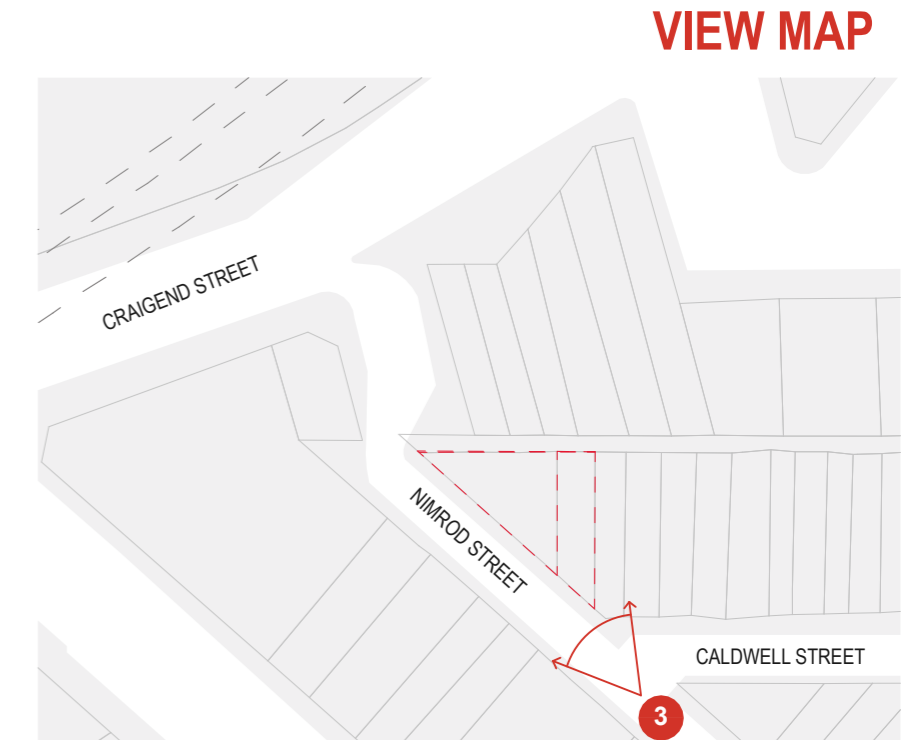 VIEW MAP
CRAIGEND STREET
NIMROD STREET
CALDWELL STREET
3